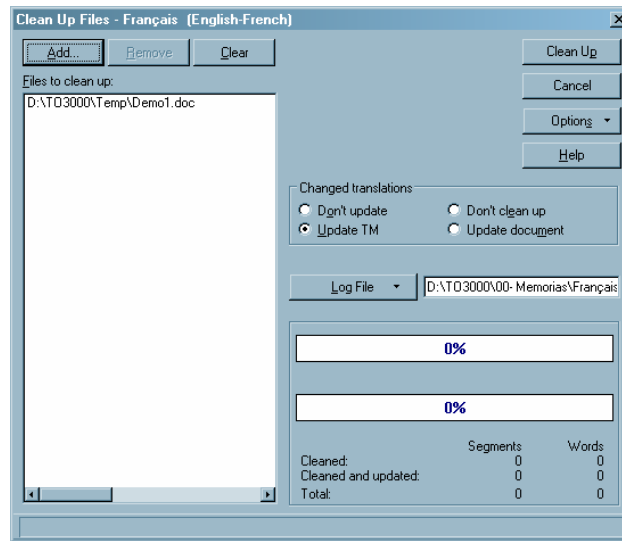 Clean Up Files - Français (English-French)
Add... Remove Clear
Clean Up
Files to clean up:
Cancel
D:\TO3000\Temp\Demo1.doc
Options
Help
Changed translations
Don't update Don't clean up
Update TM Update document
Log File D:\TO3000\00- Memorias\Français
0%
0%
Segments Words
Cleaned: 0 0
Cleaned and updated: 0 0
Total: 0 0